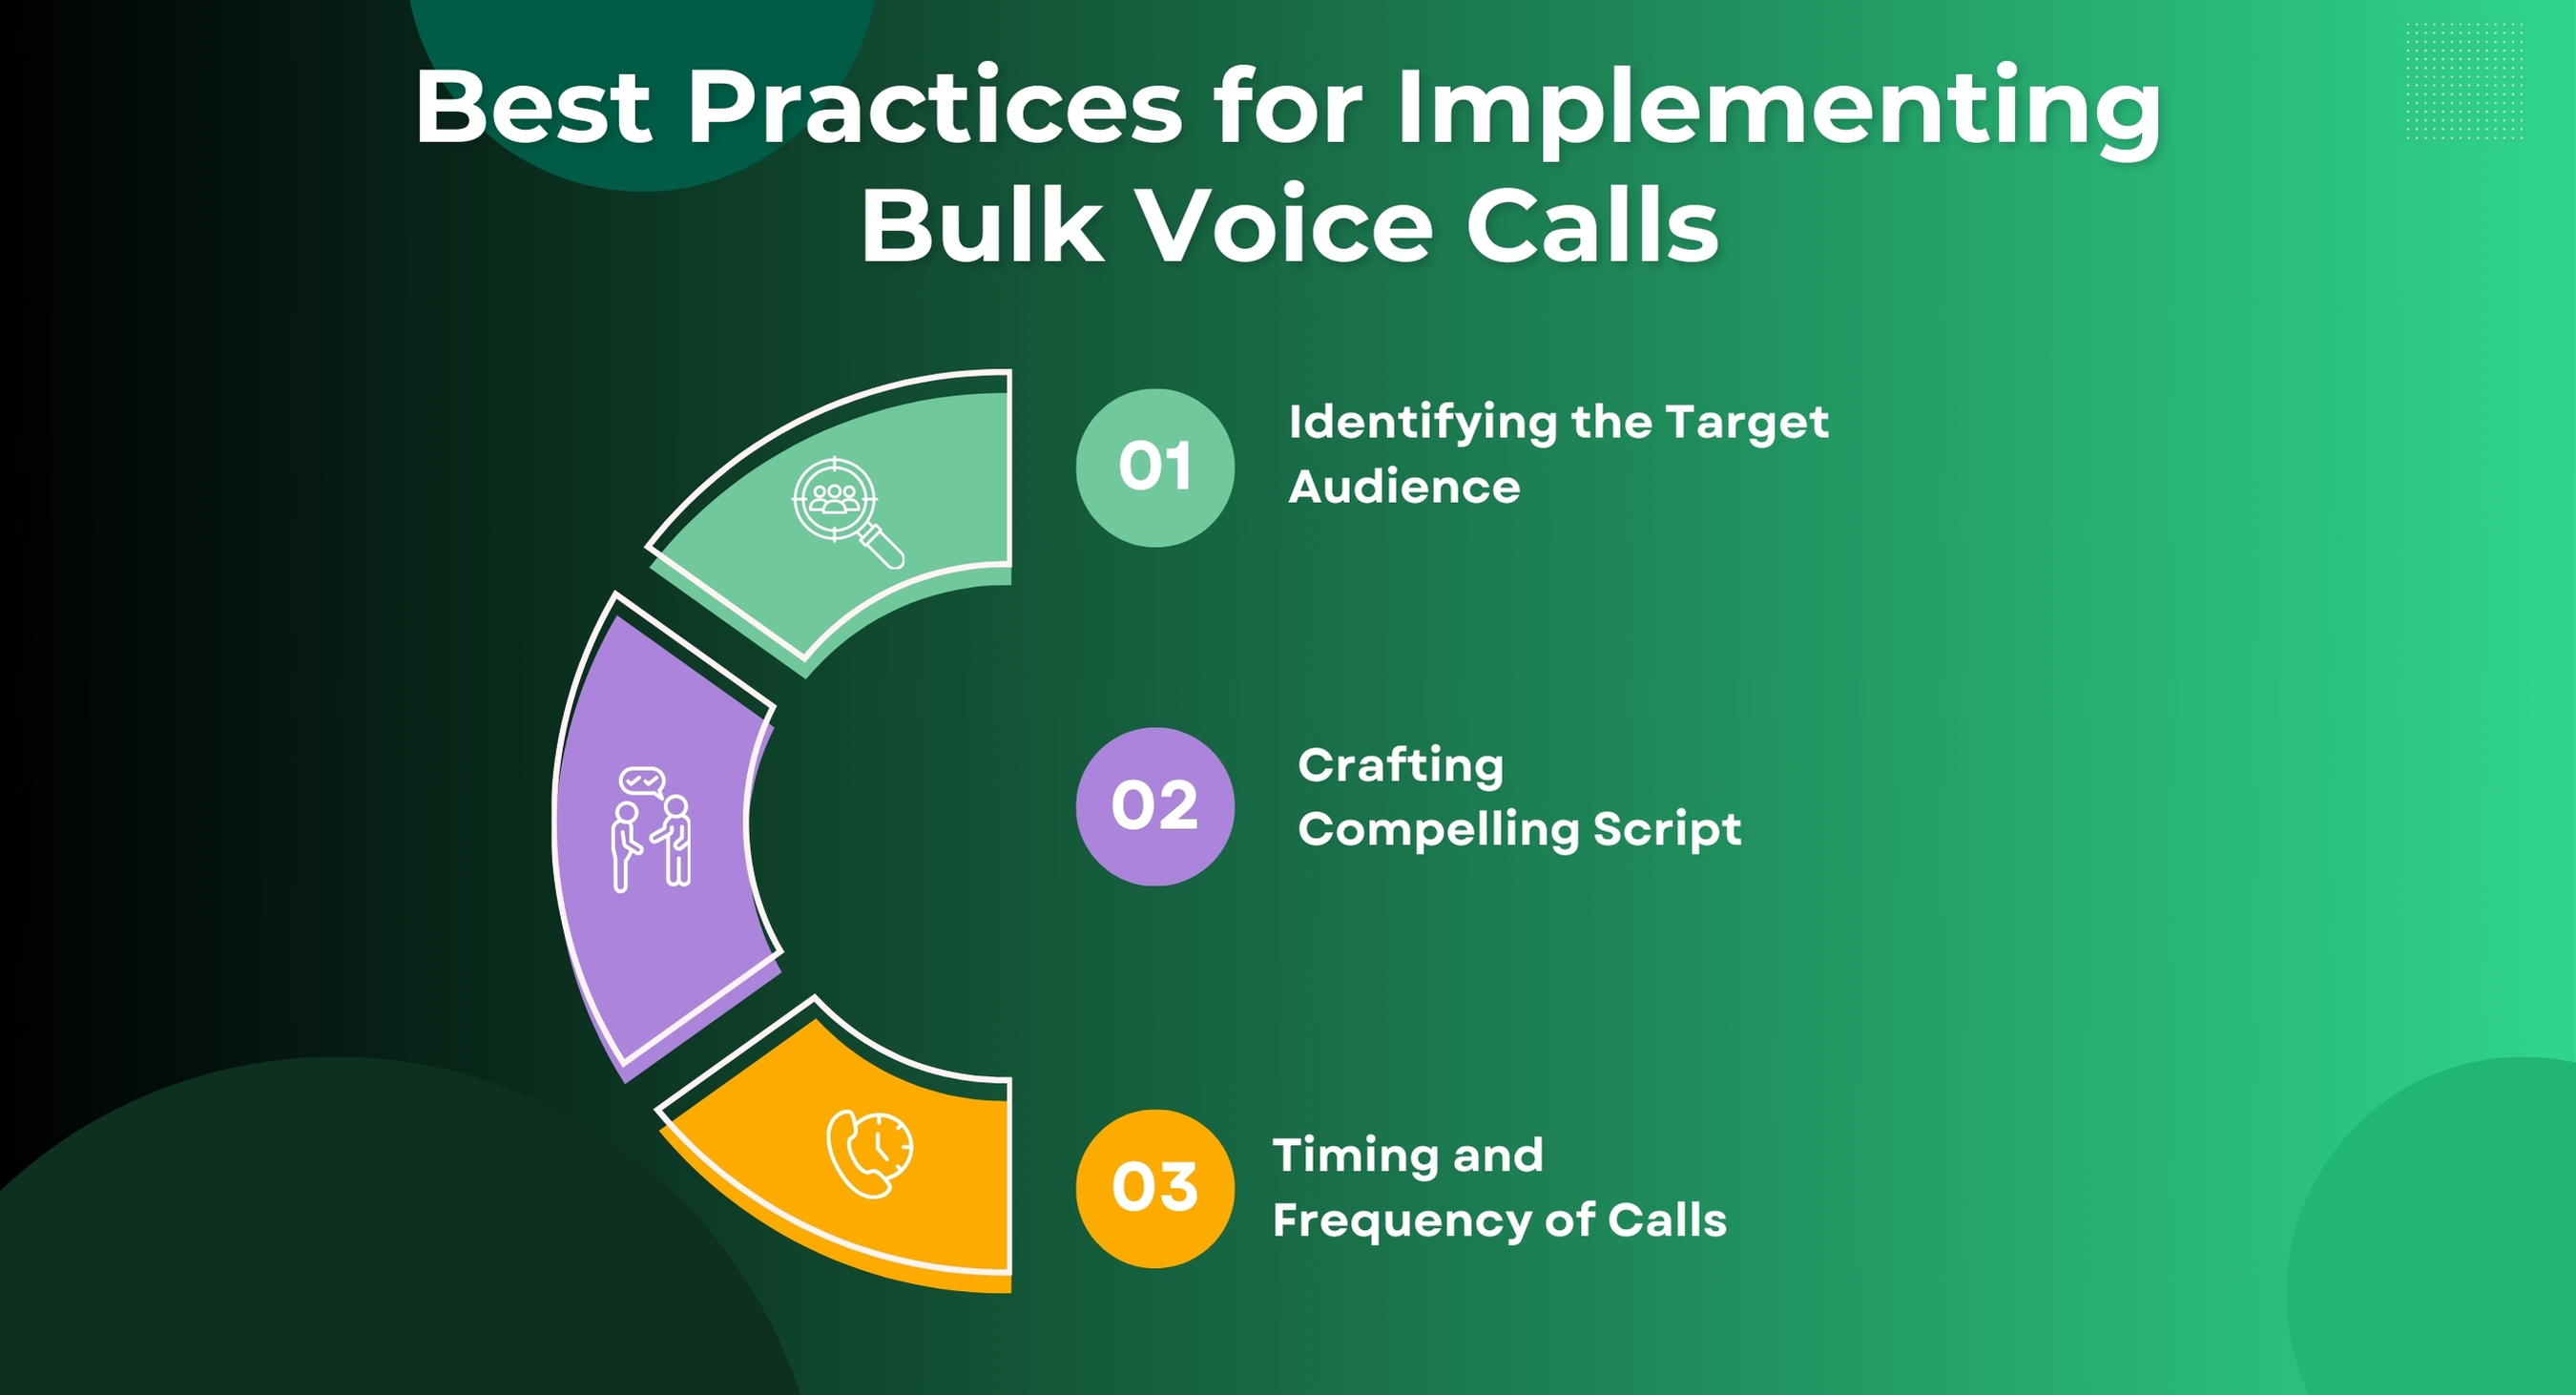 Best Practices for Implementing
Bulk Voice Calls
01
Identifying the Target
Audience
02
Crafting
Compelling Script
03
Timing and
Frequency of Calls